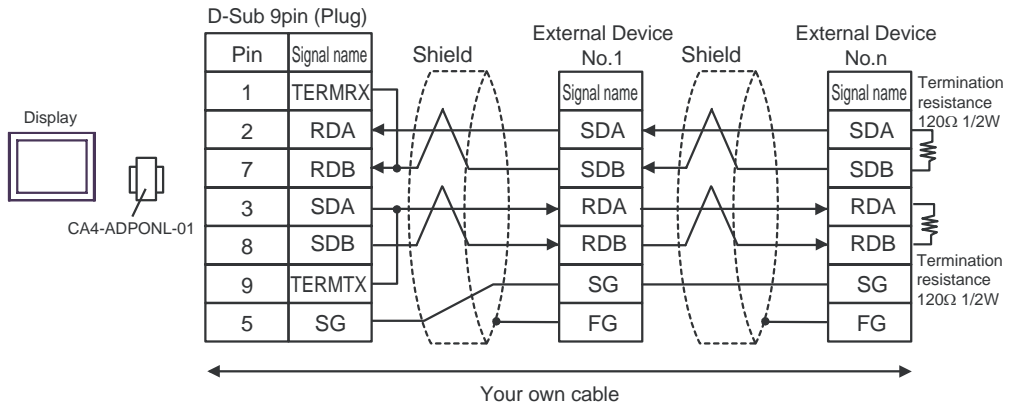 D-Sub 9pin (Plug)
Pin Signal name
1 TERMRX
2 RDA
7 RDB
3 SDA
8 SDB
9 TERMTX
5 SG
Display
CA4-ADPONL-01
Shield
External Device
No.1
Signal name
SDA
SDB
RDA
RDB
SG
FG
Shield
External Device
No.n
Signal name
SDA
SDB
RDA
RDB
SG
FG
Termination
resistance
120Ω 1/2W
Termination
resistance
120Ω 1/2W
Your own cable